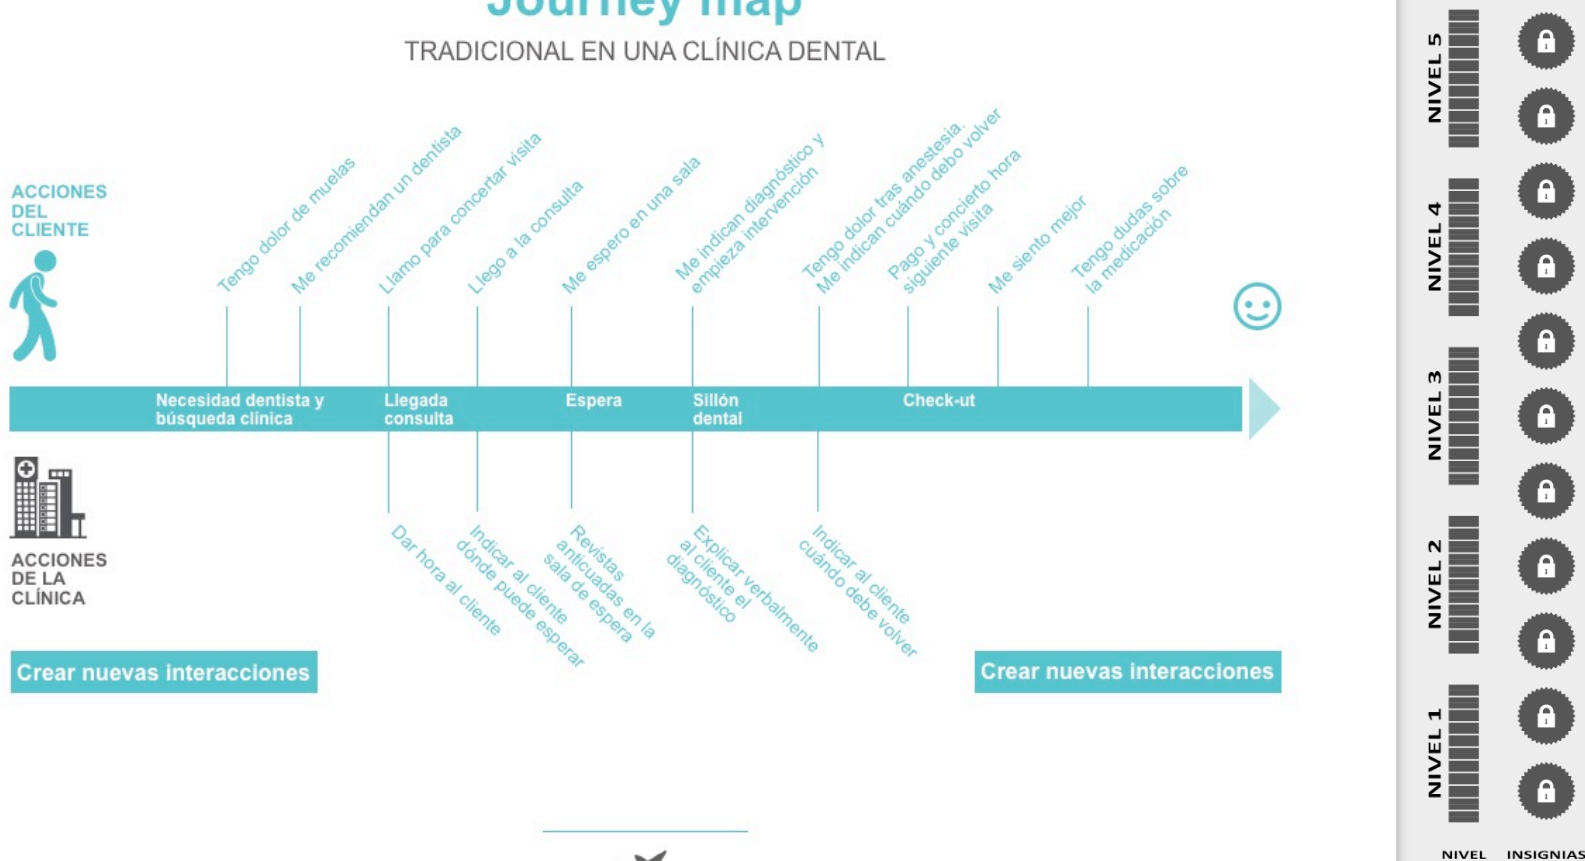 Journey map
TRADICIONAL EN UNA CLÍNICA DENTAL
ACCIONES
DEL
CLIENTE
Tengo dolor de muelas
Me recomiendan un dentista
Llamo para concertar visita
Llego a la consulta
Me espero en una sala
Me indican diagnóstico y
empieza intervención
Tengo dolor tras anestesia.
Me indican cuándo debo volver
Pago y concierto hora
siguiente visita
Me siento mejor
Tengo dudas sobre
la medicación
Necesidad dentista y
búsqueda clínica
Llegada
consulta
Espera
Sillón
dental
Check-ut
ACCIONES
DE LA
CLÍNICA
Dar hora al cliente
Indicar al cliente
dónde puede esperar
Revistas
anticuadas en la
sala de espera
Explicar verbalmente
al cliente el
diagnóstico
Indicar al cliente
cuándo debe volver
Crear nuevas interacciones
Crear nuevas interacciones
NIVEL 5
NIVEL 4
NIVEL 3
NIVEL 2
NIVEL 1
NIVEL
INSIGNIAS